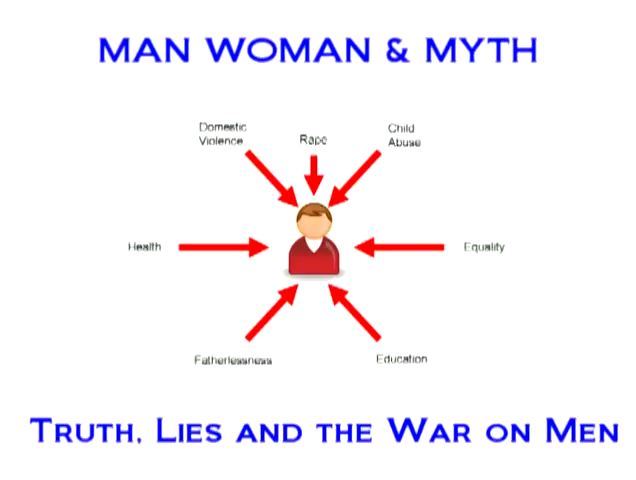 MAN WOMAN & MYTH
Domestic
Violence
Rape
Child
Abuse
Health
Equality
Fatherlessness
Education
TRUTH, LIES AND THE WAR ON MEN